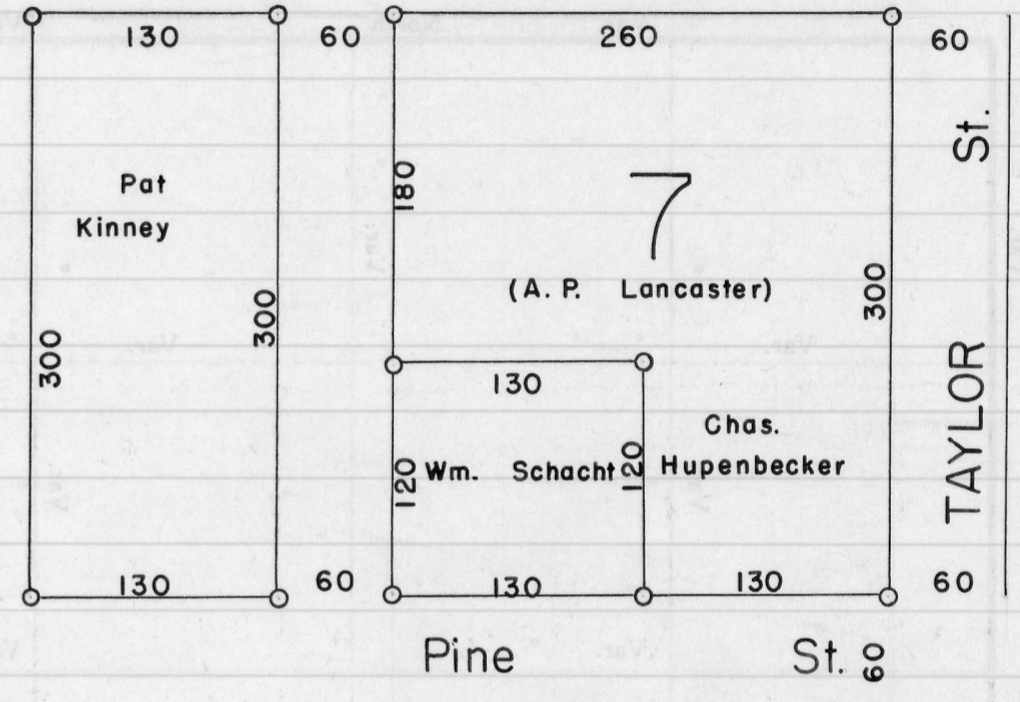 130 60 260 60
Pat
Kinney
180
7
St.
(A. P. Lancaster)
300
300
300
130
TAYLOR
Chas.
Hupenbecker
120
Wm. Schacht
120
130 60 130 130 60
Pine St.
60